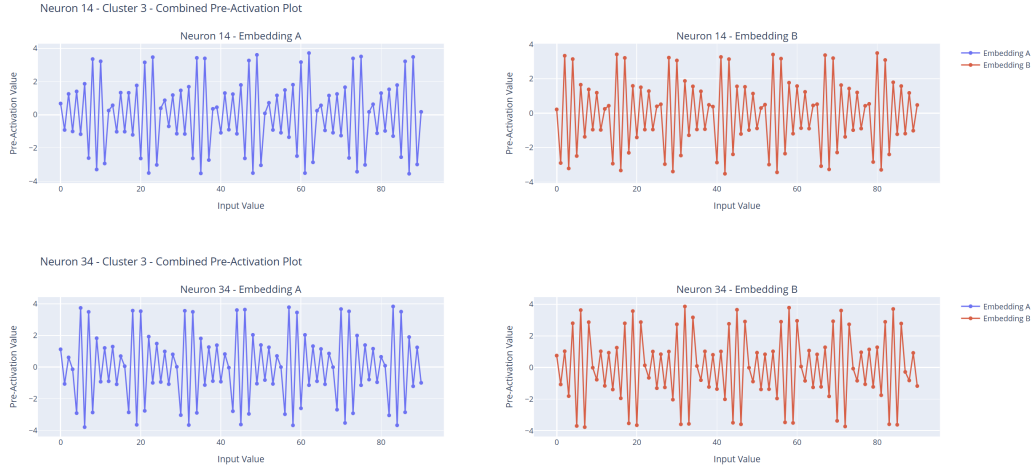 Neuron 14 - Cluster 3 - Combined Pre-Activation Plot
Neuron 14 - Embedding A
Neuron 14 - Embedding B
Pre-Activation Value
4
2
0
−2
−4
0
20
40
60
80
Input Value
Pre-Activation Value
4
2
0
−2
−4
0
20
40
60
80
Input Value
Embedding A
Embedding B
Neuron 34 - Cluster 3 - Combined Pre-Activation Plot
Neuron 34 - Embedding A
Neuron 34 - Embedding B
Pre-Activation Value
4
2
0
−2
−4
0
20
40
60
80
Input Value
Pre-Activation Value
4
2
0
−2
−4
0
20
40
60
80
Input Value
Embedding A
Embedding B